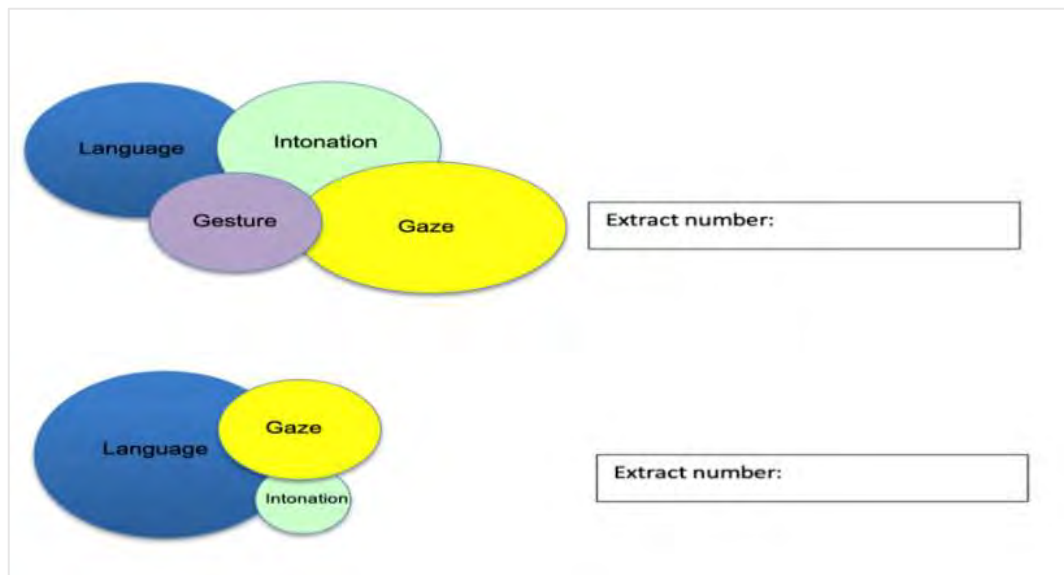 Language
Intonation
Gesture
Gaze
Extract number:
Language
Gaze
Intonation
Extract number: